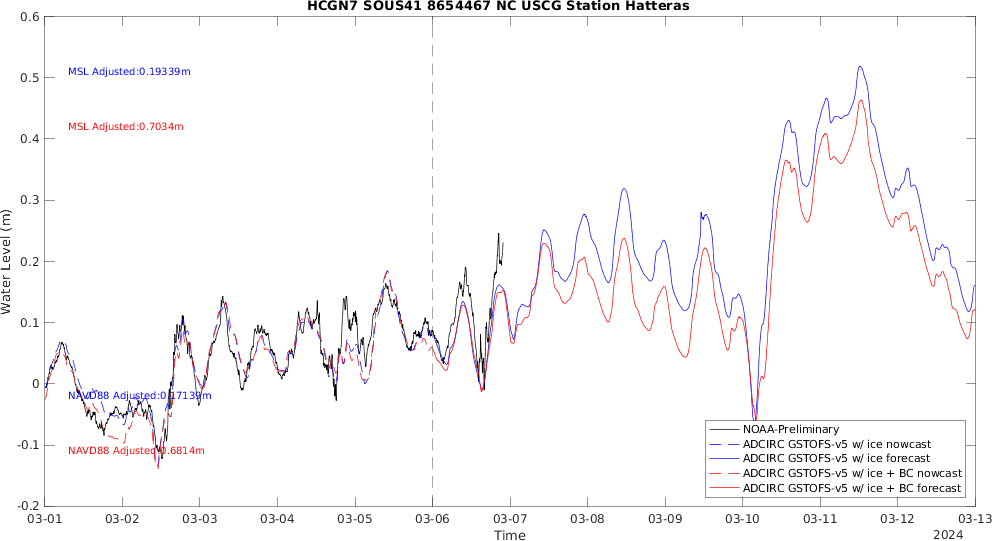 HCGN7 SOUS41 8654467 NC USCG Station Hatteras
0.6
0.5
0.4
0.3
0.2
0.1
0
-0.1
-0.2
Water Level (m)
MSL Adjusted:0.19339m
MSL Adjusted:0.7034m
NAVD88 Adjusted:0.17139m
NAVD88 Adjusted:0.6814m
NOAA-Preliminary
ADCIRC GSTOFS-v5 w/ ice nowcast
ADCIRC GSTOFS-v5 w/ ice forecast
ADCIRC GSTOFS-v5 w/ ice + BC nowcast
ADCIRC GSTOFS-v5 w/ ice + BC forecast
03-01 03-02 03-03 03-04 03-05 03-06 03-07 03-08 03-09 03-10 03-11 03-12 03-13
Time
2024